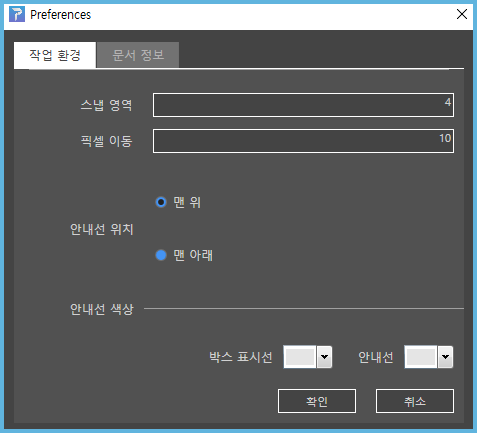 Preferences
작업 환경 문서 정보
스냅 영역 4
픽셀 이동 10
맨 위
안내선 위치
맨 아래
안내선 색상
박스 표시선 안내선
확인 취소